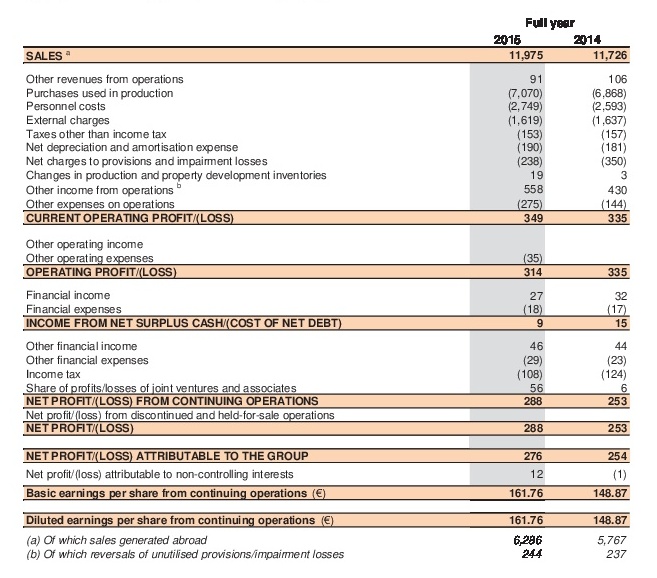 Full year
2015 2014
SALES a 11,975 11,726
Other revenues from operations 91 106
Purchases used in production (7,070) (6,868)
Personnel costs (2,749) (2,593)
External charges (1,619) (1,637)
Taxes other than income tax (153) (157)
Net depreciation and amortisation expense (190) (181)
Net charges to provisions and impairment losses (238) (350)
Changes in production and property development inventories 19 3
Other income from operations b 558 430
Other expenses on operations (275) (144)
CURRENT OPERATING PROFIT/(LOSS) 349 335
Other operating income
Other operating expenses (35)
OPERATING PROFIT/(LOSS) 314 335
Financial income 27 32
Financial expenses (18) (17)
INCOME FROM NET SURPLUS CASH/(COST OF NET DEBT) 9 15
Other financial income 46 44
Other financial expenses (29) (23)
Income tax (108) (124)
Share of profits/losses of joint ventures and associates 56 6
NET PROFIT/(LOSS) FROM CONTINUING OPERATIONS 288 253
Net profit/(loss) from discontinued and held-for-sale operations
NET PROFIT/(LOSS) 288 253
NET PROFIT/(LOSS) ATTRIBUTABLE TO THE GROUP 276 254
Net profit/(loss) attributable to non-controlling interests 12 (1)
Basic earnings per share from continuing operations (€) 161.76 148.87
Diluted earnings per share from continuing operations (€) 161.76 148.87
(a) Of which sales generated abroad 6,286 5,767
(b) Of which reversals of unutilised provisions/impairment losses 244 237